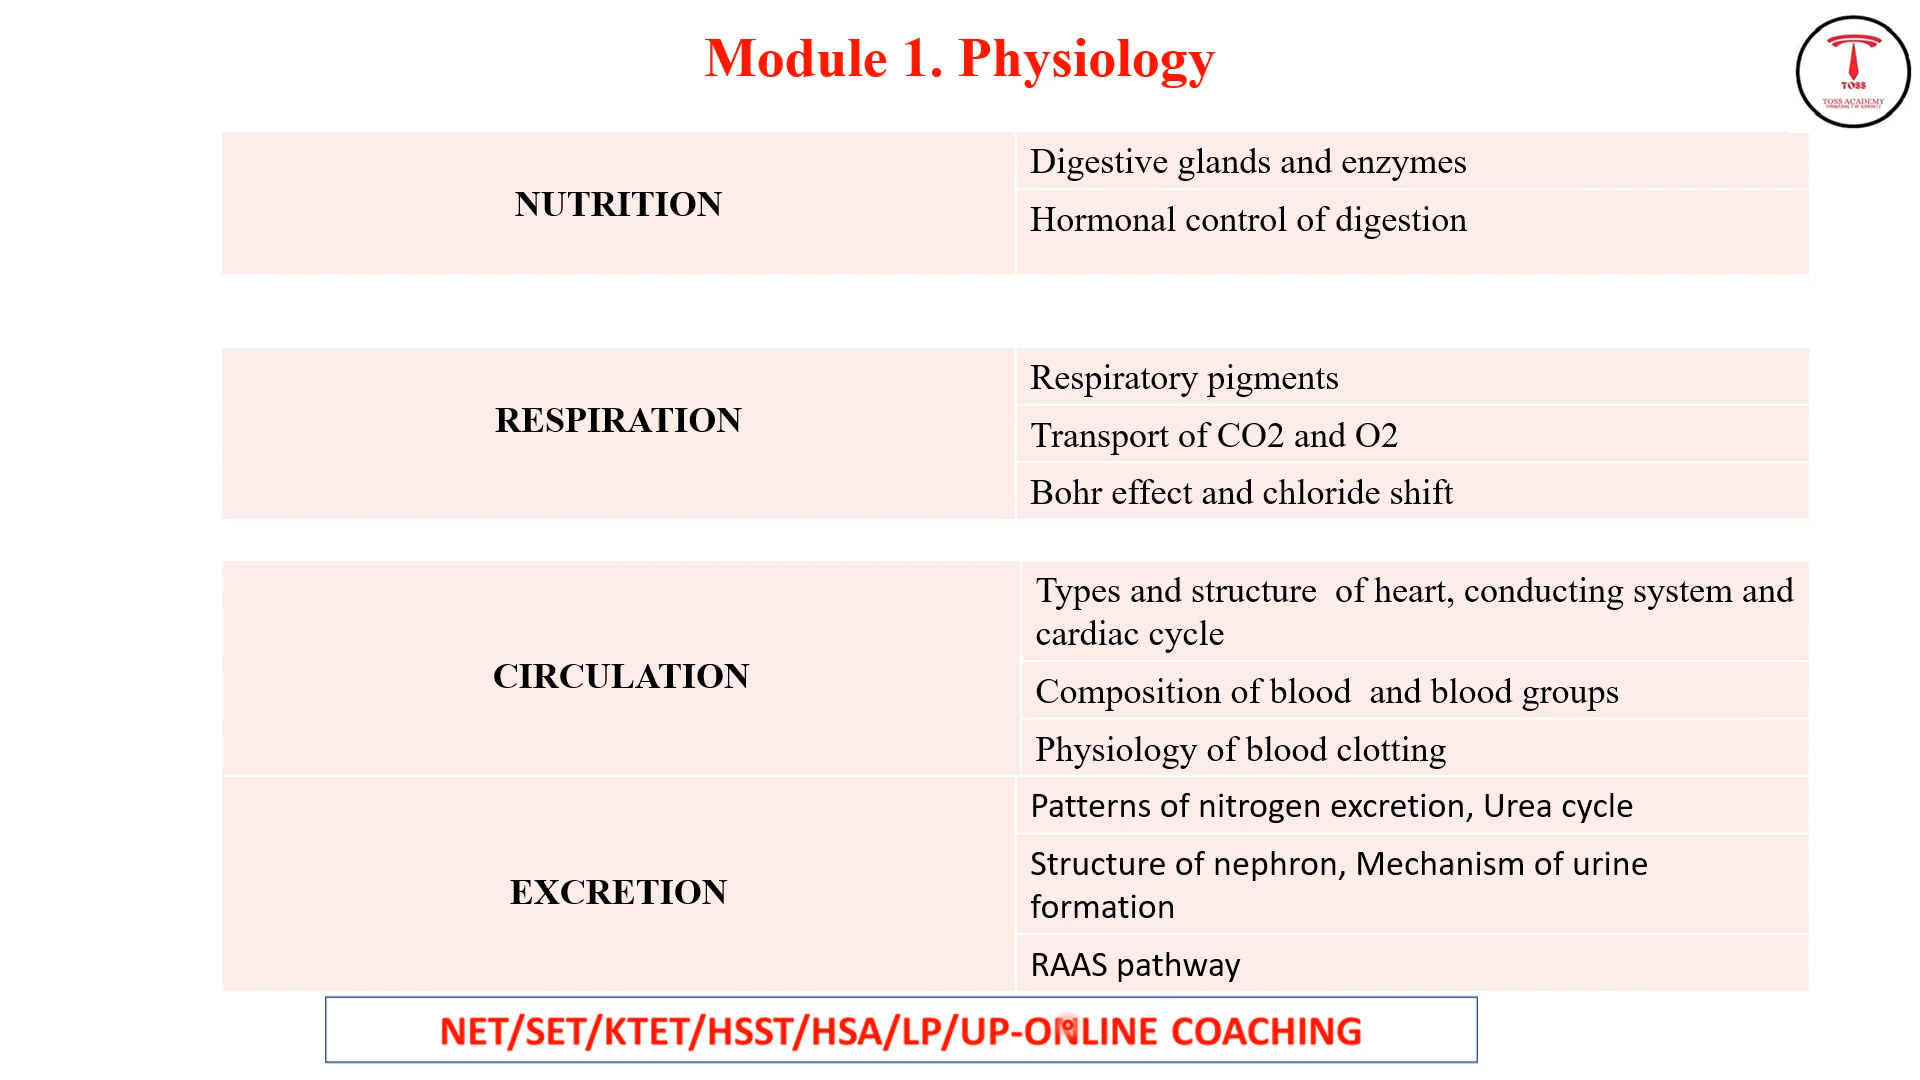 Module 1. Physiology
TOSS
TOSS ACADEMY
NUTRITION
Digestive glands and enzymes
Hormonal control of digestion
RESPIRATION
Respiratory pigments
Transport of CO2 and O2
Bohr effect and chloride shift
CIRCULATION
Types and structure of heart, conducting system and
cardiac cycle
Composition of blood and blood groups
Physiology of blood clotting
EXCRETION
Patterns of nitrogen excretion, Urea cycle
Structure of nephron, Mechanism of urine
formation
RAAS pathway
NET/SET/KTET/HSST/HSA/LP/UP-ONLINE COACHING